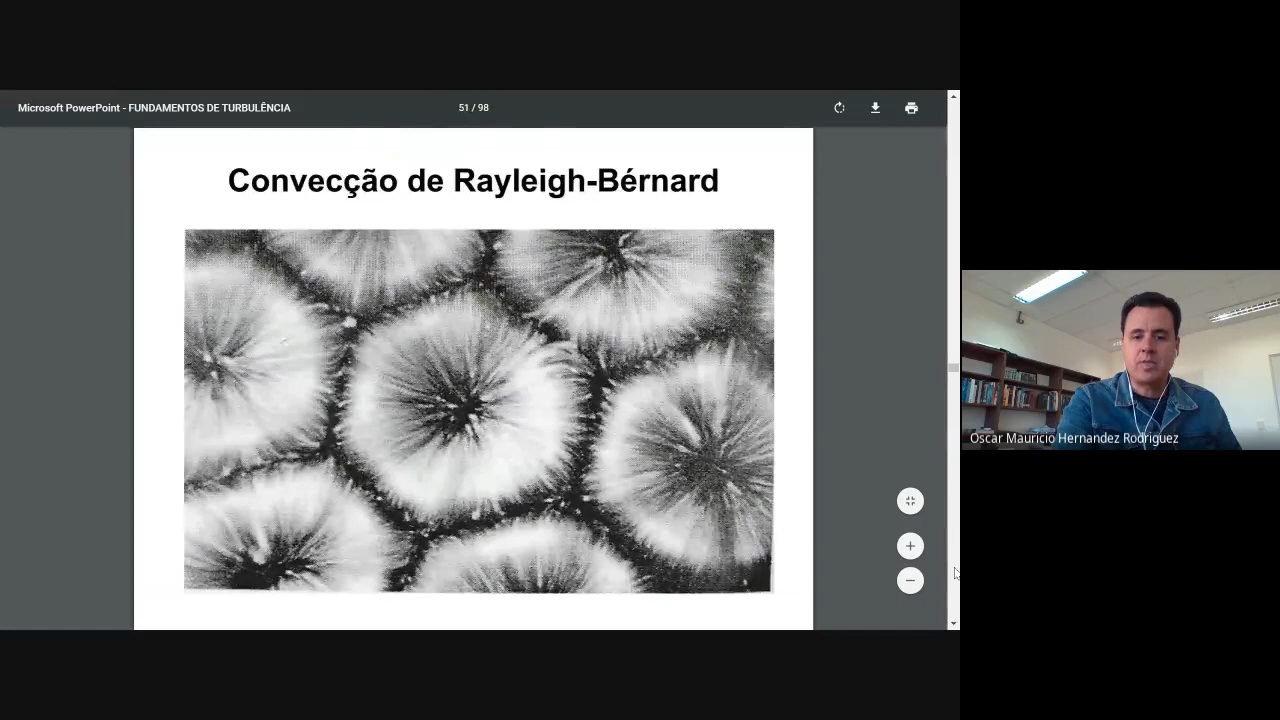 Microsoft PowerPoint - FUNDAMENTOS DE TURBULÊNCIA
51 / 98
Convecção de Rayleigh-Bérnard
Oscar Mauricio Hernandez Rodriguez